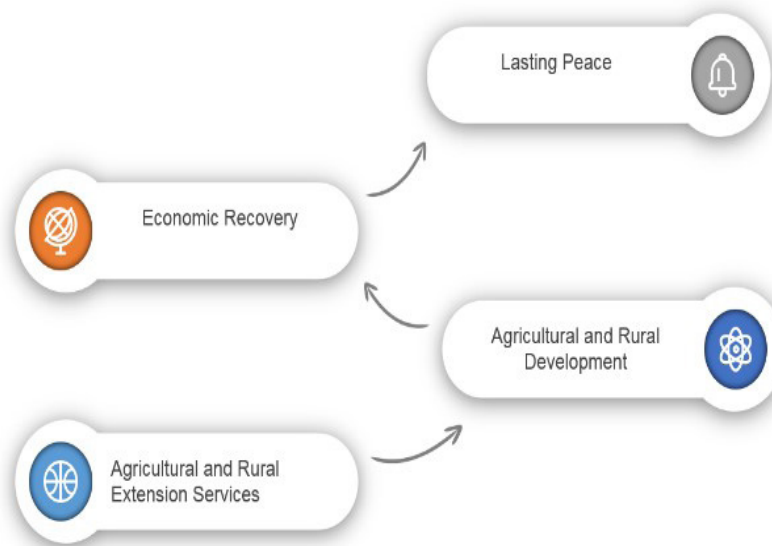 Lasting Peace
Economic Recovery
Agricultural and Rural
Development
Agricultural and Rural
Extension Services